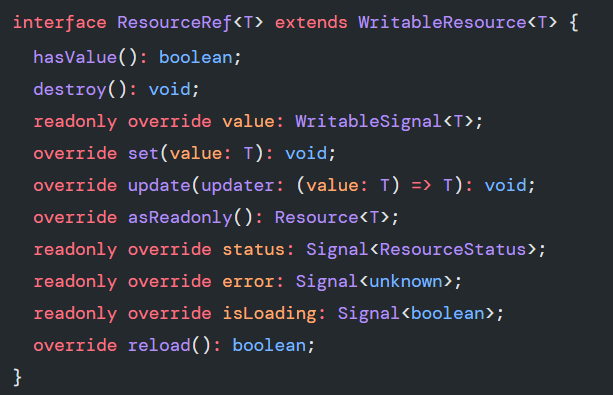 interface ResourceRef<T> extends WritableResource<T> {
hasValue(): boolean;
destroy(): void;
readonly override value: WritableSignal<T>;
override set(value: T): void;
override update(updater: (value: T) => T): void;
override asReadonly(): Resource<T>;
readonly override status: Signal<ResourceStatus>;
readonly override error: Signal<unknown>;
readonly override isLoading: Signal<boolean>;
override reload(): boolean;
}